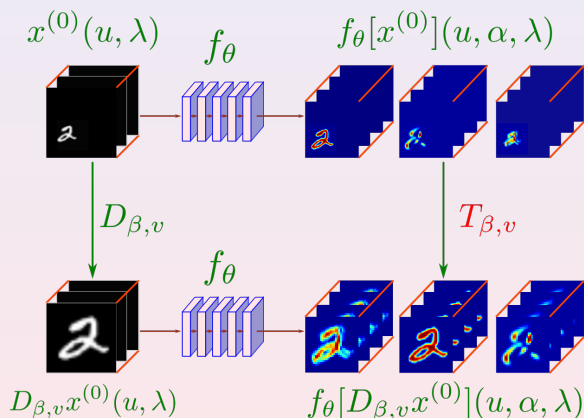 x^{(0)}(u, λ)
f_θ
f_θ[x^{(0)}](u, α, λ)
D_{β,v}
T_{β,v}
f_θ
D_{β,v}x^{(0)}(u, λ)
f_θ[D_{β,v}x^{(0)}](u, α, λ)